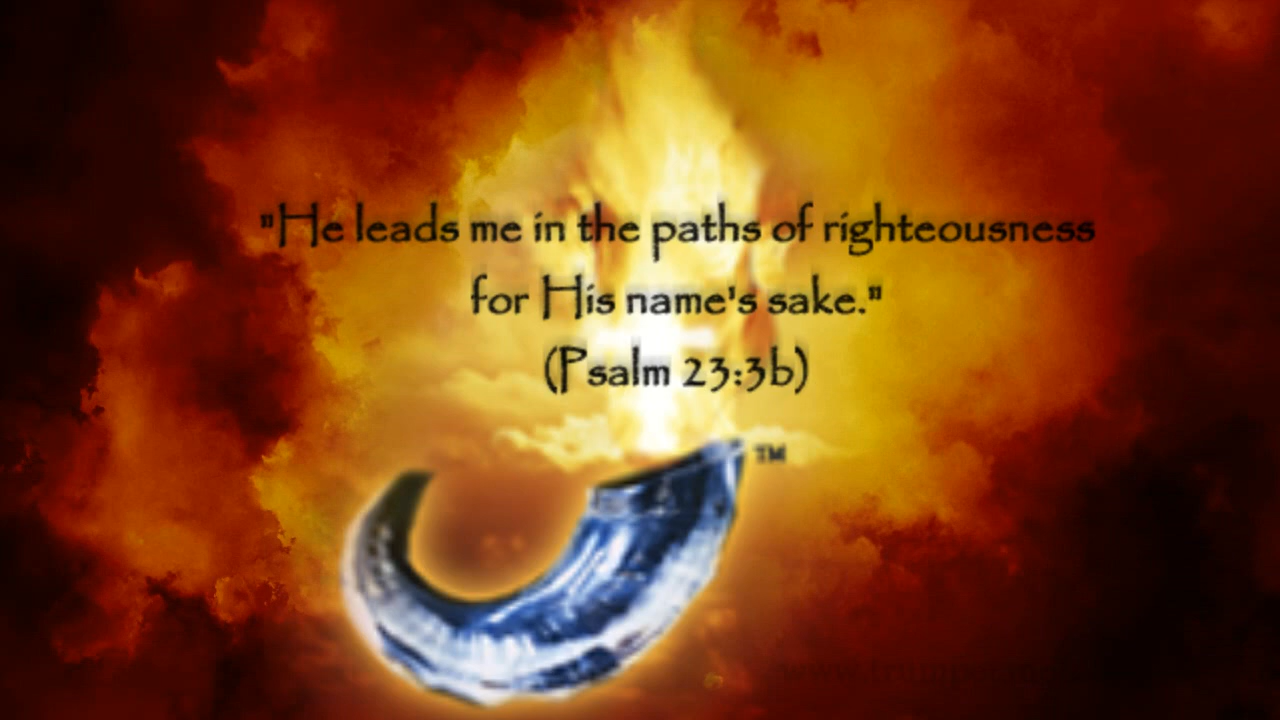 "He leads me in the paths of righteousness
for His name's sake."
(Psalm 23:3b)
TM